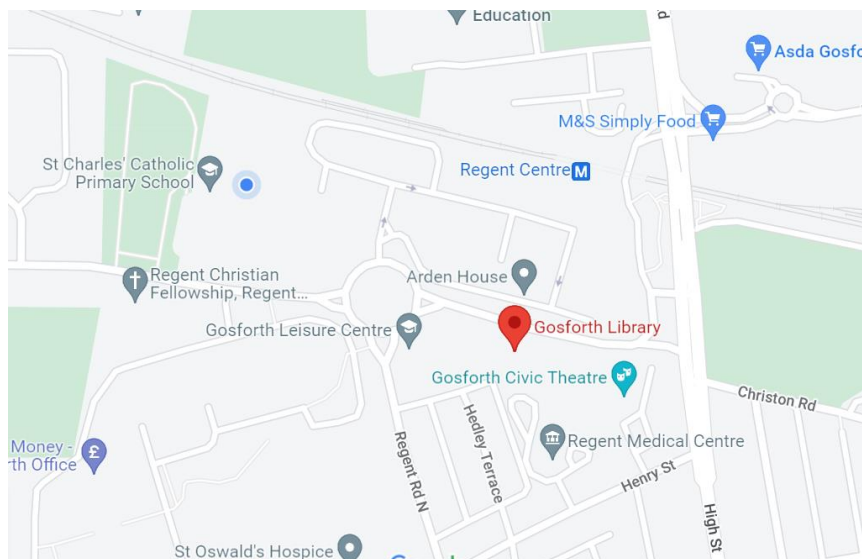 Education
Rd
Asda Gosfo
M&S Simply Food
St Charles' Catholic
Primary School
Regent Centre
M
Regent Christian
Fellowship, Regent...
Arden House
Gosforth Leisure Centre
Gosforth Library
Gosforth Civic Theatre
Christon Rd
Hedley Terrace
Money -
rth Office
£
Regent Rd N
Regent Medical Centre
Henry St
High St
St Oswald's Hospice